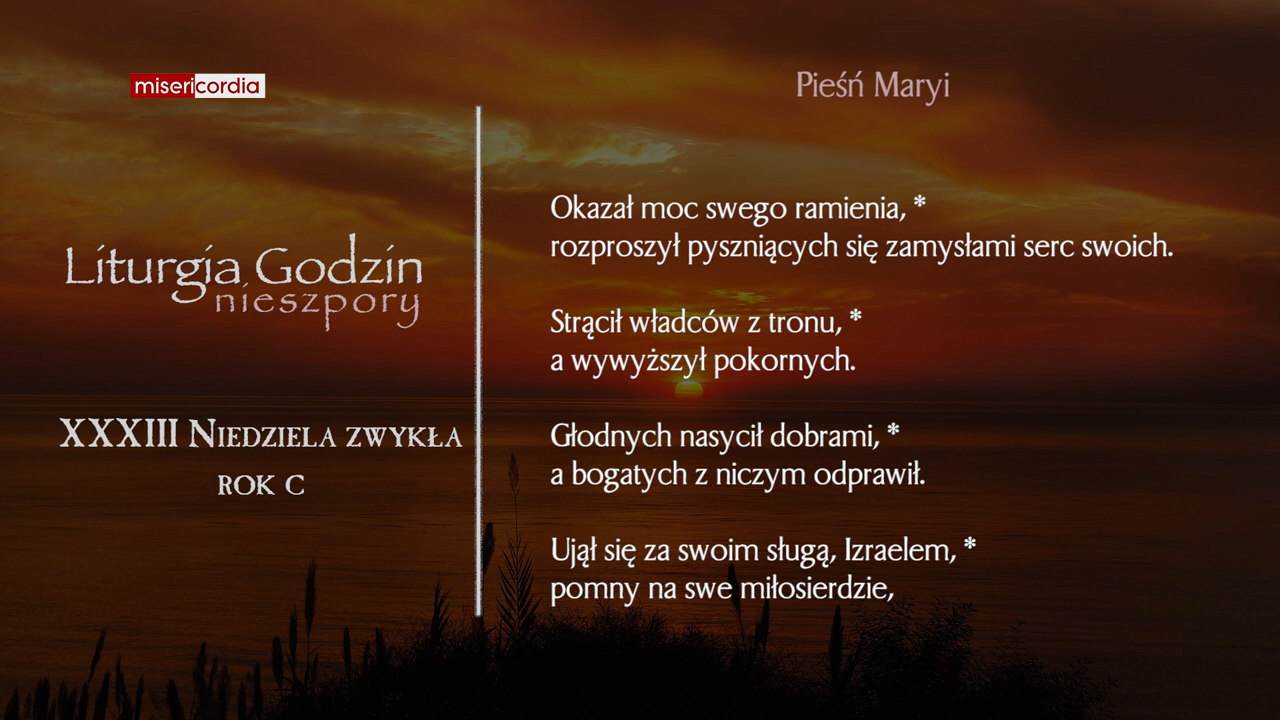 misericordia
Liturgia Godzin
nieszpory
XXXIII Niedziela zwykła
rok C
Pieśń Maryi
Okazał moc swego ramienia, *
rozproszył pyszniących się zamysłami serc swoich.
Strącił władców z tronu, *
a wywyższył pokornych.
Głodnych nasycił dobrami, *
a bogatych z niczym odprawił.
Ujął się za swoim sługą, Izraelem, *
pomny na swe miłosierdzie,